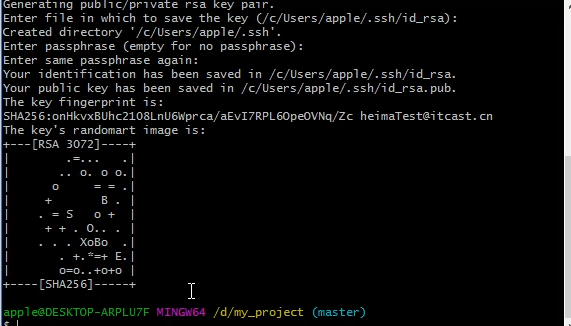 Generating public/private rsa key pair.
Enter file in which to save the key (/c/Users/apple/.ssh/id_rsa):
Created directory '/c/Users/apple/.ssh'.
Enter passphrase (empty for no passphrase):
Enter same passphrase again:
Your identification has been saved in /c/Users/apple/.ssh/id_rsa.
Your public key has been saved in /c/Users/apple/.ssh/id_rsa.pub.
The key fingerprint is:
SHA256:onHkvxBUhc21O8LnU6Wprca/aEvI7RPL6OpeOVNq/Zc heimaTest@itcast.cn
The key's randomart image is:
+---[RSA 3072]----+
|        .=...   .|
|       .. o. o o.|
|      o     = = .|
|     +       B . |
|    . = S   o +  |
|     + + . O.. . |
|    . . . XoBo  .|
|       . +.*=+ E.|
|       o=o..+o+o |
+----[SHA256]-----+
apple@DESKTOP-ARPLU7F MINGW64 /d/my_project (master)
$